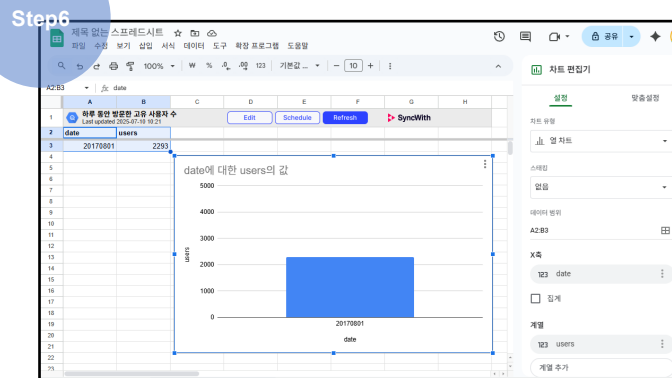 Step6
제목 없는 스프레드시트
파일 수정 보기 삽입 서식 데이터 도구 확장 프로그램 도움말
공유
100% ₩ % .0 .00 123 기본값 ... − 10 +
A2:B3 fx date
A B C D E F G H
1 하루 동안 방문한 고유 사용자 수
Last updated 2025-07-10 10:21
Edit Schedule Refresh SyncWith
2 date users
3 20170801 2293
4
5
6
7
8
9
10
11
12
13
14
15
16
17
18
19
20
21
22
23
date에 대한 users의 값
5000
4000
3000
2000
1000
0
users
20170801
date
차트 편집기
설정 맞춤설정
차트 유형
열 차트
스태킹
없음
데이터 범위
A2:B3
X축
123 date
집계
계열
123 users
계열 추가